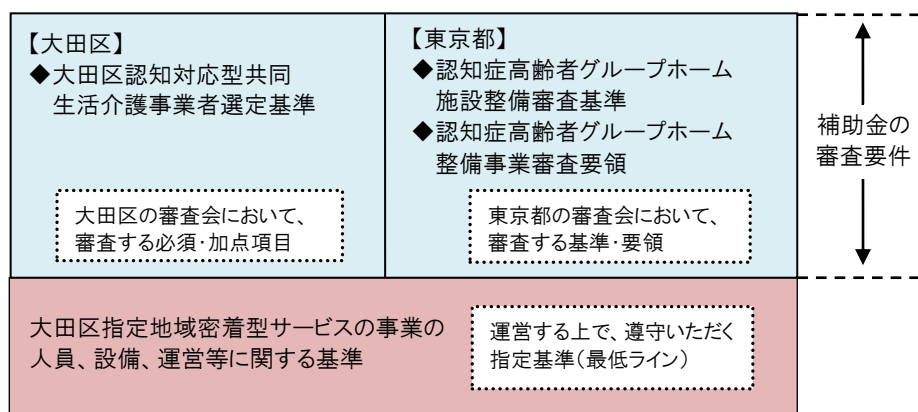 【大田区】
◆大田区認知対応型共同
生活介護事業者選定基準
大田区の審査会において、
審査する必須・加点項目
【東京都】
◆認知症高齢者グループホーム
施設整備審査基準
◆認知症高齢者グループホーム
整備事業審査要領
東京都の審査会において、
審査する基準・要領
補助金の
審査要件
大田区指定地域密着型サービスの事業の
人員、設備、運営等に関する基準
運営する上で、遵守いただく
指定基準（最低ライン）